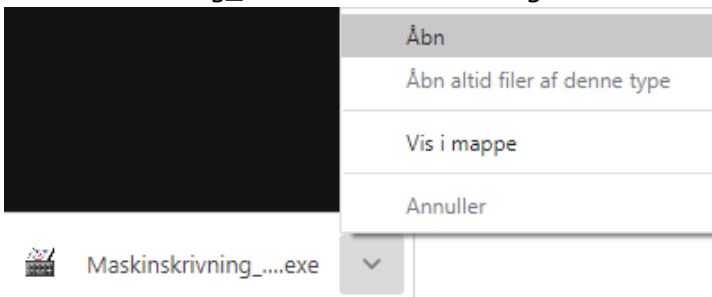 Åbn
Åbn altid filer af denne type
Vis i mappe
Annuller
Maskinskrivning_....exe